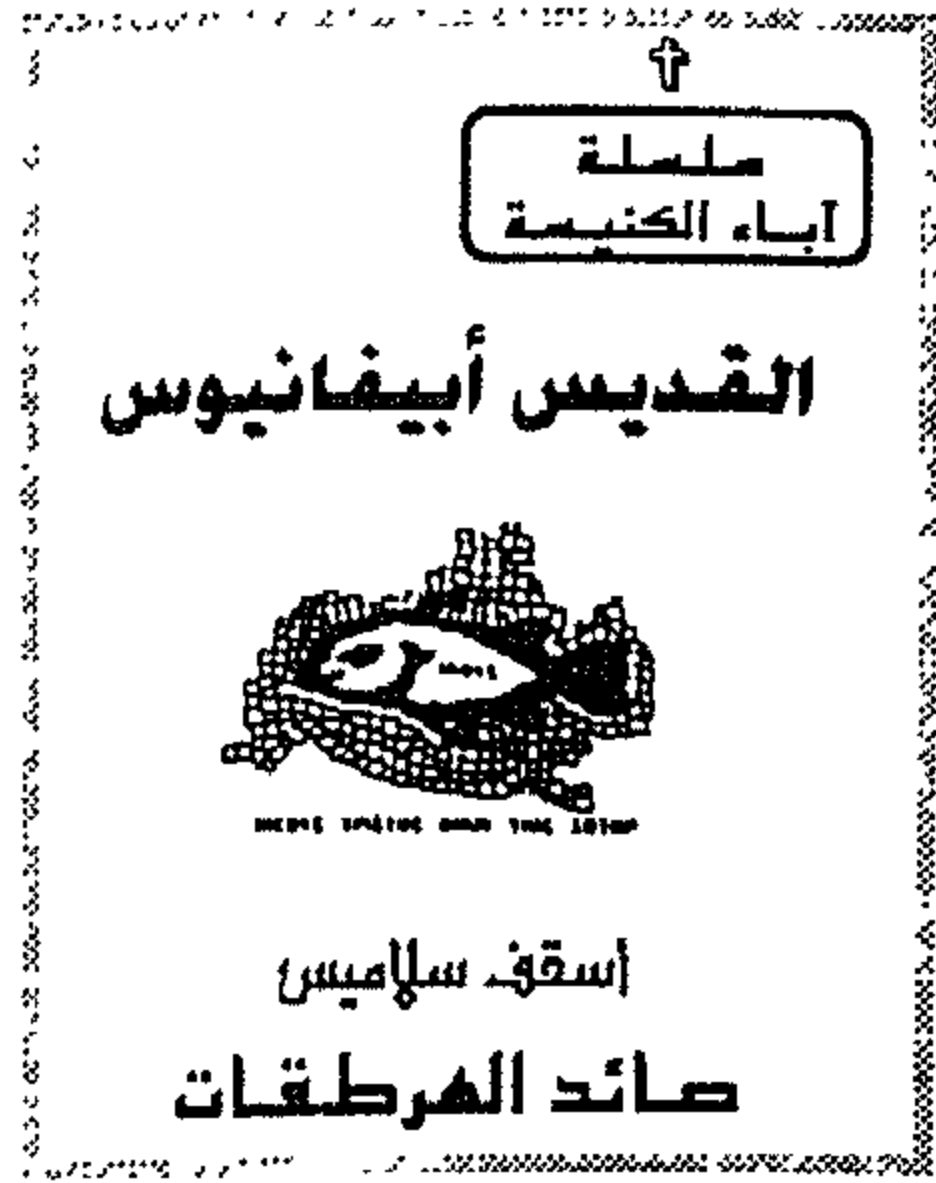 سلسلة
آباء الكنيسة
القديس أبيفانيوس
أسقف سلاميس
صائد الهرطقات